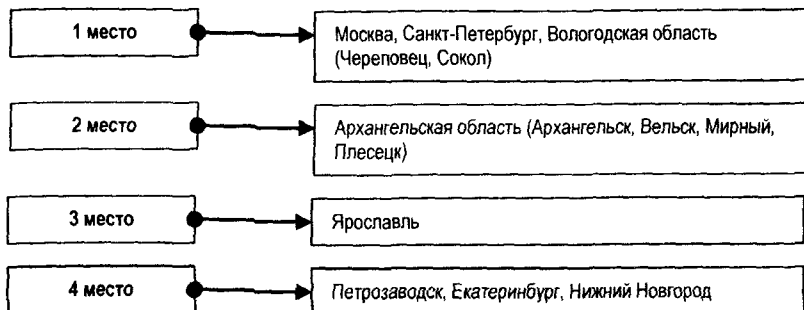 1 место
Москва, Санкт-Петербург, Вологодская область
(Череповец, Сокол)
2 место
Архангельская область (Архангельск, Вельск, Мирный,
Плесецк)
3 место
Ярославль
4 место
Петрозаводск, Екатеринбург, Нижний Новгород